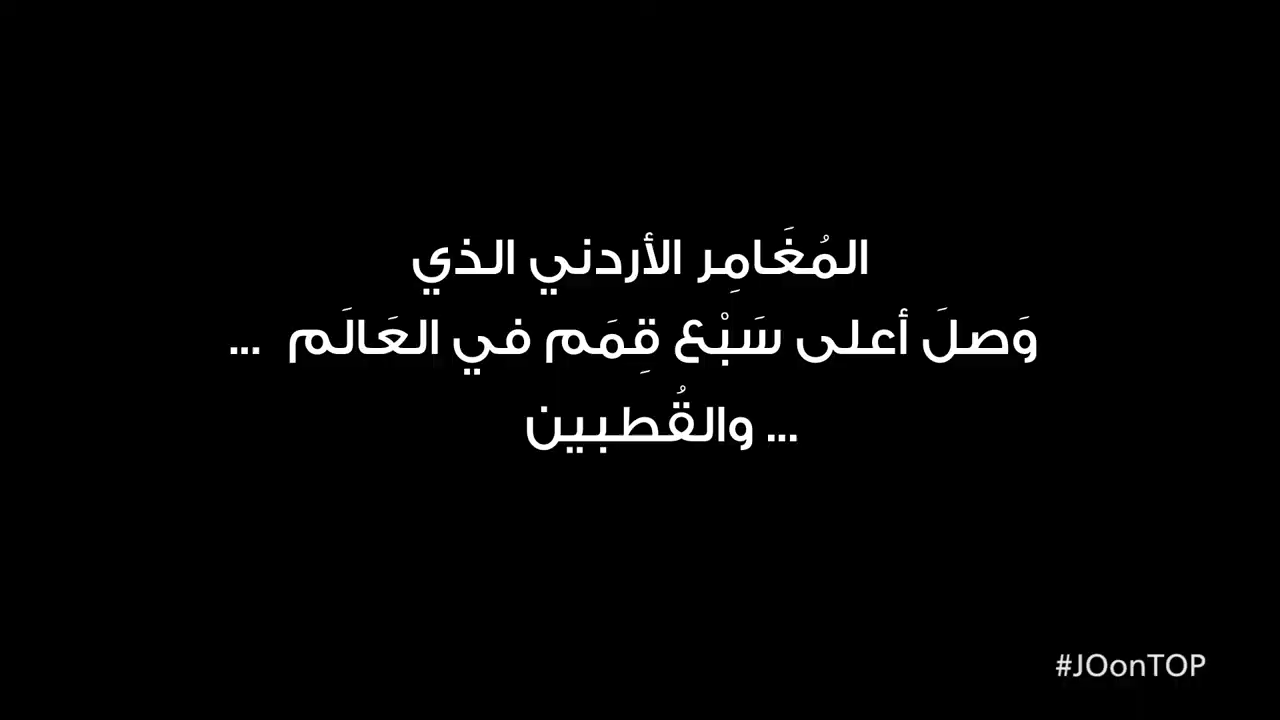 المُغَامِر الأردني الذي
وَصلَ أعلى سَبْع قِمَم في العَالَم ...
... والقُطبين
#JOonTOP